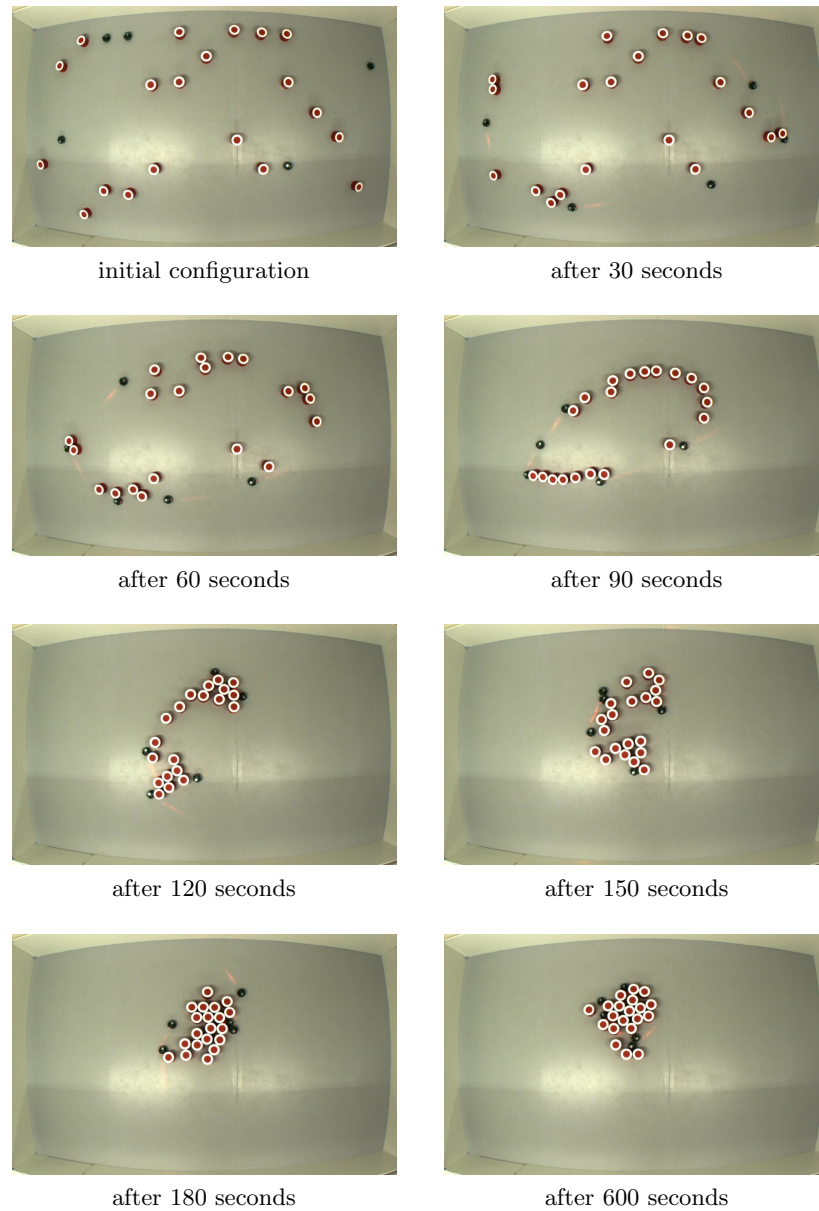 initial configuration
after 30 seconds
after 60 seconds
after 90 seconds
after 120 seconds
after 150 seconds
after 180 seconds
after 600 seconds